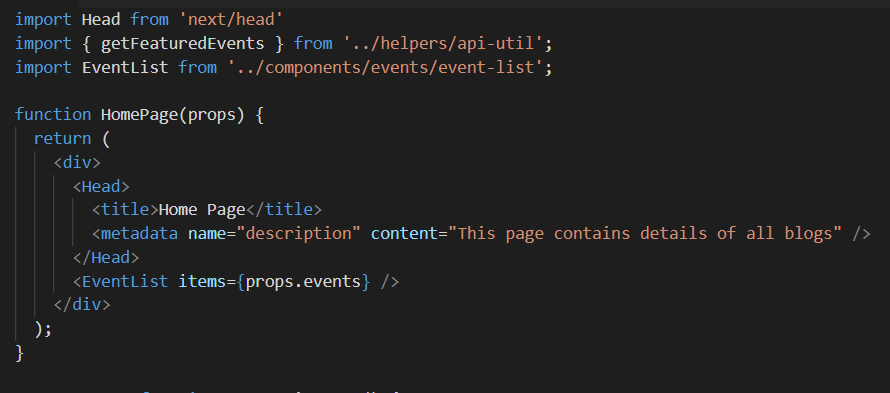 import Head from 'next/head'
import { getFeaturedEvents } from '../helpers/api-util';
import EventList from '../components/events/event-list';

function HomePage(props) {
  return (
    <div>
      <Head>
        <title>Home Page</title>
        <metadata name="description" content="This page contains details of all blogs" />
      </Head>
      <EventList items={props.events} />
    </div>
  );
}